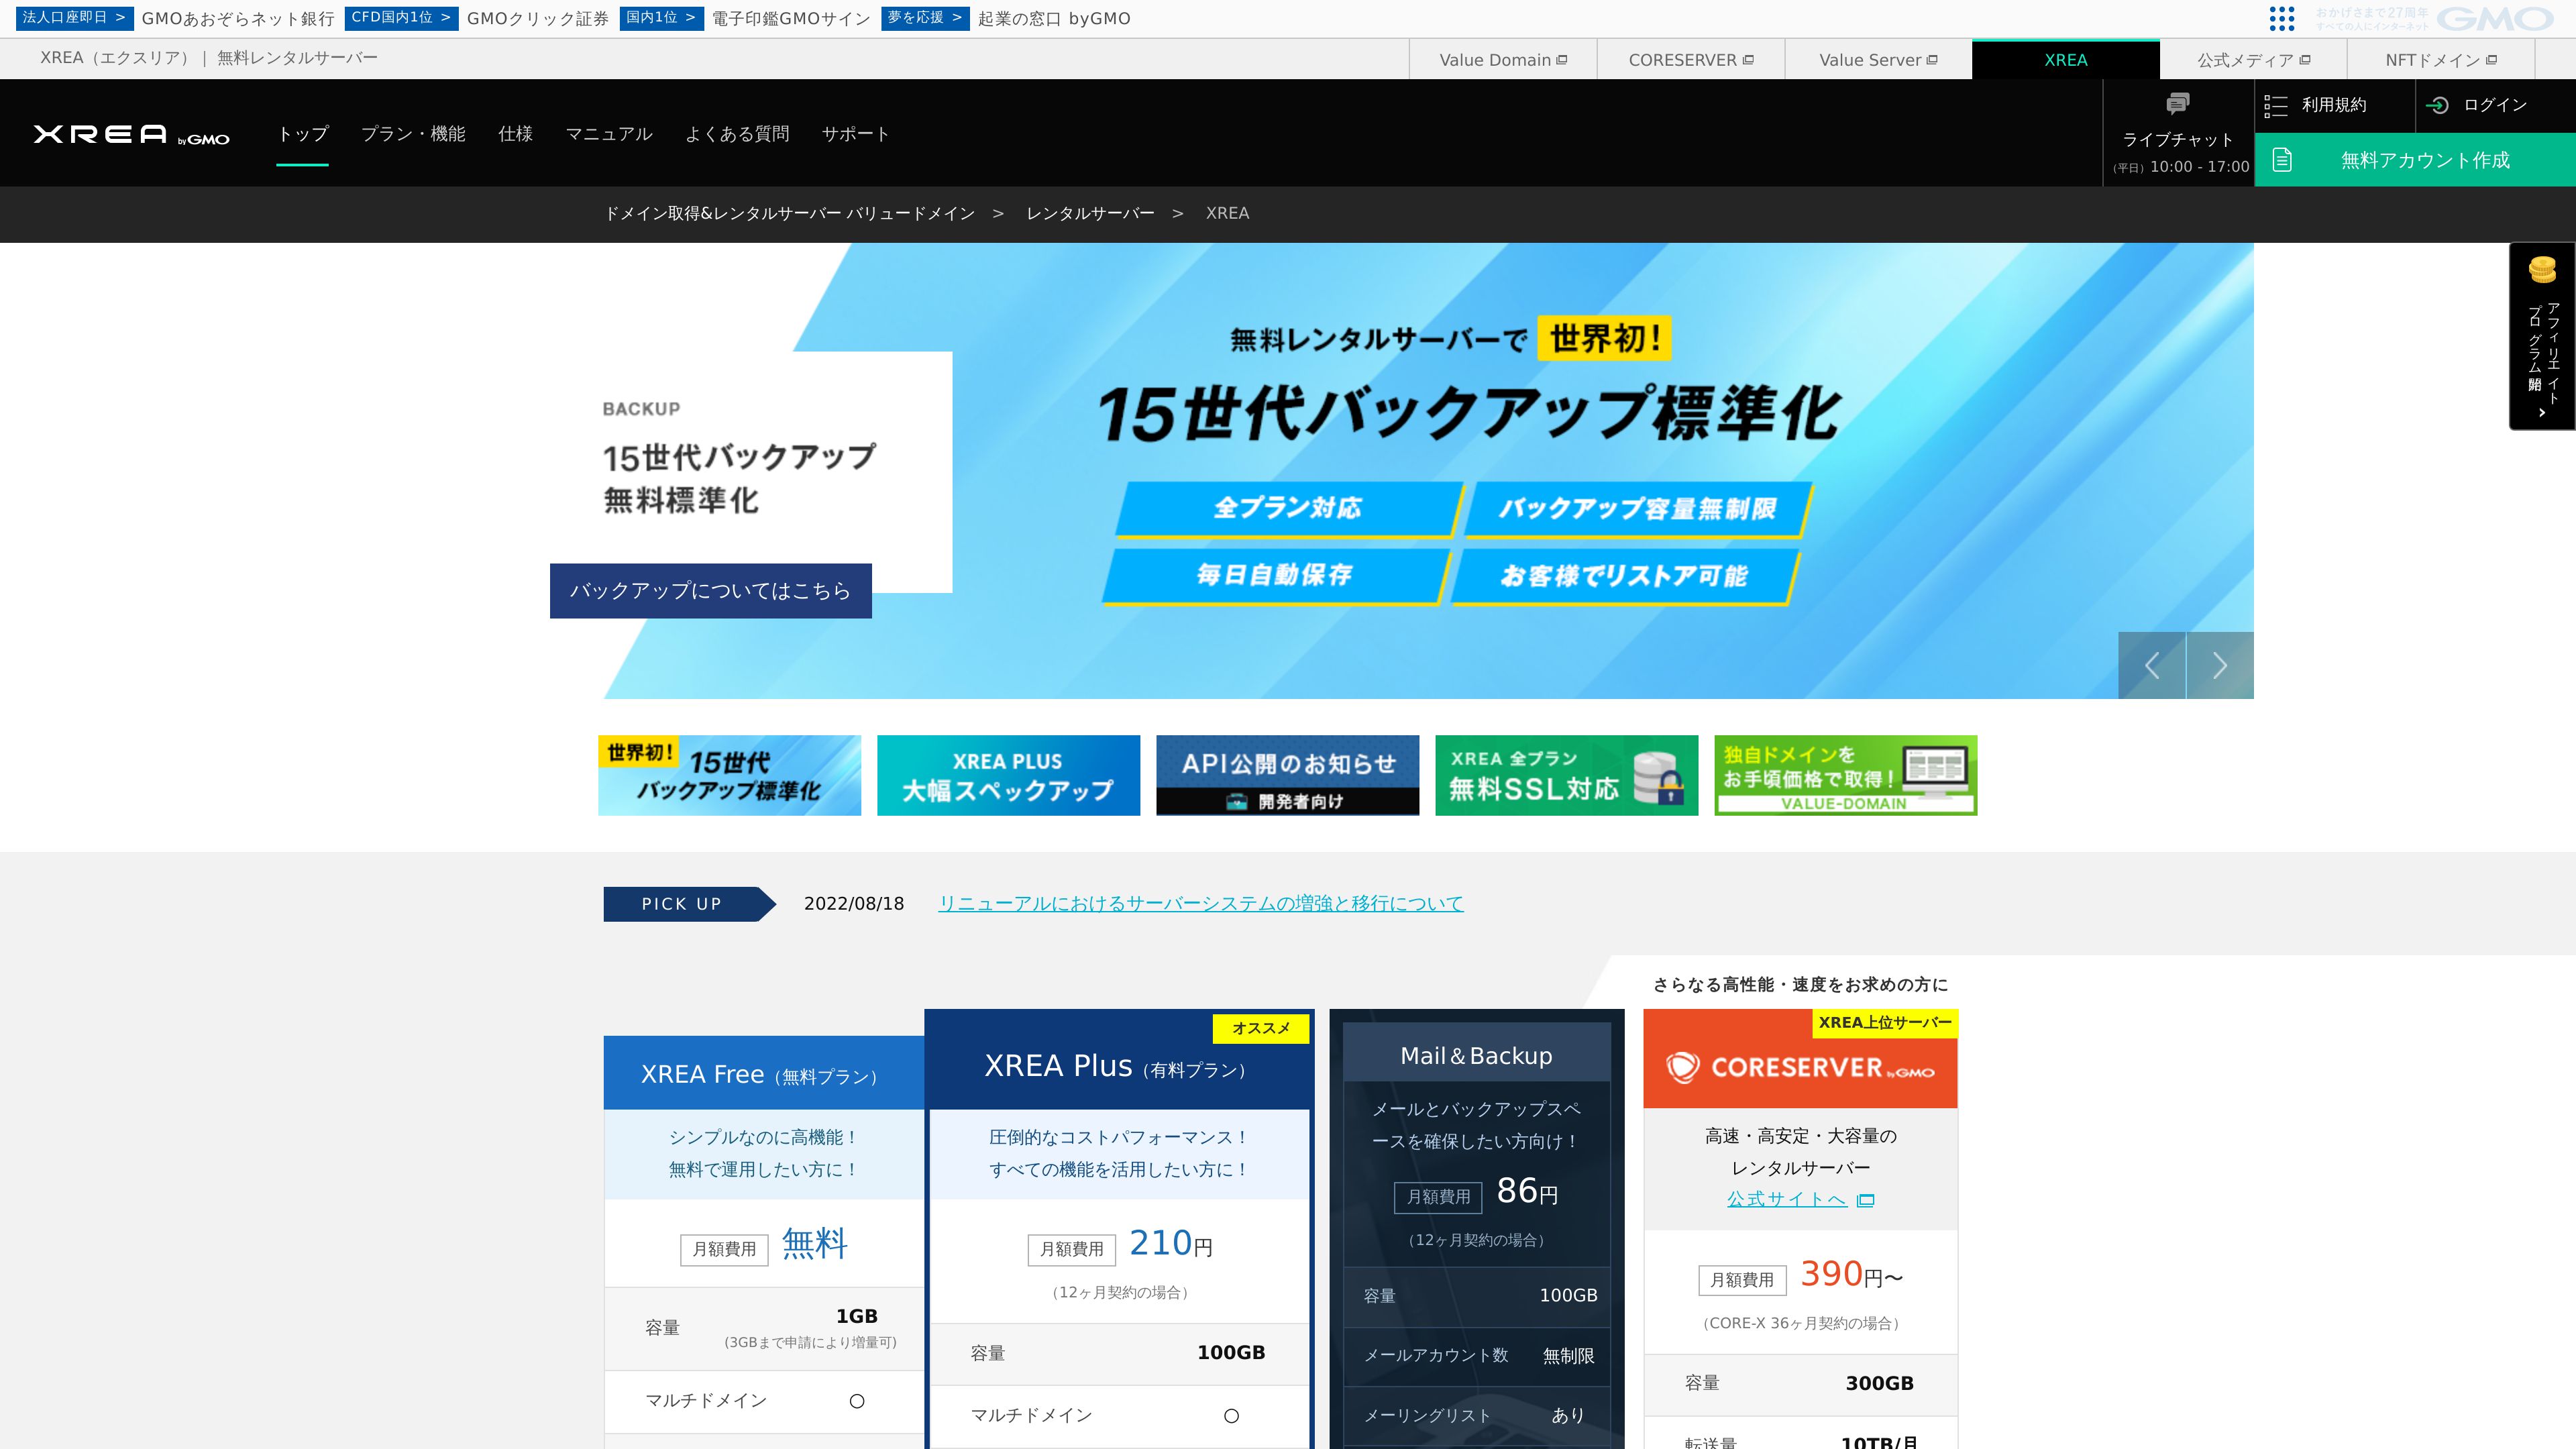 法人口座即日 > GMOあおぞらネット銀行 CFD国内1位 > GMOクリック証券 国内1位 > 電子印鑑GMOサイン 夢を応援 > 起業の窓口 byGMO
おかげさまで27周年
すべての人にインターネット
GMO
XREA（エクスリア）｜ 無料レンタルサーバー
Value Domain
CORESERVER
Value Server
XREA
公式メディア
NFTドメイン
XREA by GMO
トップ
プラン・機能
仕様
マニュアル
よくある質問
サポート
ライブチャット
（平日）10:00 - 17:00
利用規約
ログイン
無料アカウント作成
ドメイン取得&レンタルサーバー バリュードメイン > レンタルサーバー > XREA
アフィリエイト
プログラム開始
BACKUP
15世代バックアップ
無料標準化
バックアップについてはこちら
無料レンタルサーバーで 世界初！
15世代バックアップ標準化
全プラン対応
バックアップ容量無制限
毎日自動保存
お客様でリストア可能
世界初！
15世代
バックアップ標準化
XREA PLUS
大幅スペックアップ
API公開のお知らせ
開発者向け
XREA 全プラン
無料SSL対応
独自ドメインを
お手頃価格で取得！
VALUE-DOMAIN
PICK UP
2022/08/18
リニューアルにおけるサーバーシステムの増強と移行について
さらなる高性能・速度をお求めの方に
XREA Free（無料プラン）
シンプルなのに高機能！
無料で運用したい方に！
月額費用 無料
容量
1GB
(3GBまで申請により増量可)
マルチドメイン ○
オススメ
XREA Plus（有料プラン）
圧倒的なコストパフォーマンス！
すべての機能を活用したい方に！
月額費用 210円
（12ヶ月契約の場合）
容量 100GB
マルチドメイン ○
Mail＆Backup
メールとバックアップスペ
ースを確保したい方向け！
月額費用 86円
（12ヶ月契約の場合）
容量 100GB
メールアカウント数 無制限
メーリングリスト あり
XREA上位サーバー
CORESERVER by GMO
高速・高安定・大容量の
レンタルサーバー
公式サイトへ
月額費用 390円〜
（CORE-X 36ヶ月契約の場合）
容量 300GB
転送量 10TB/月